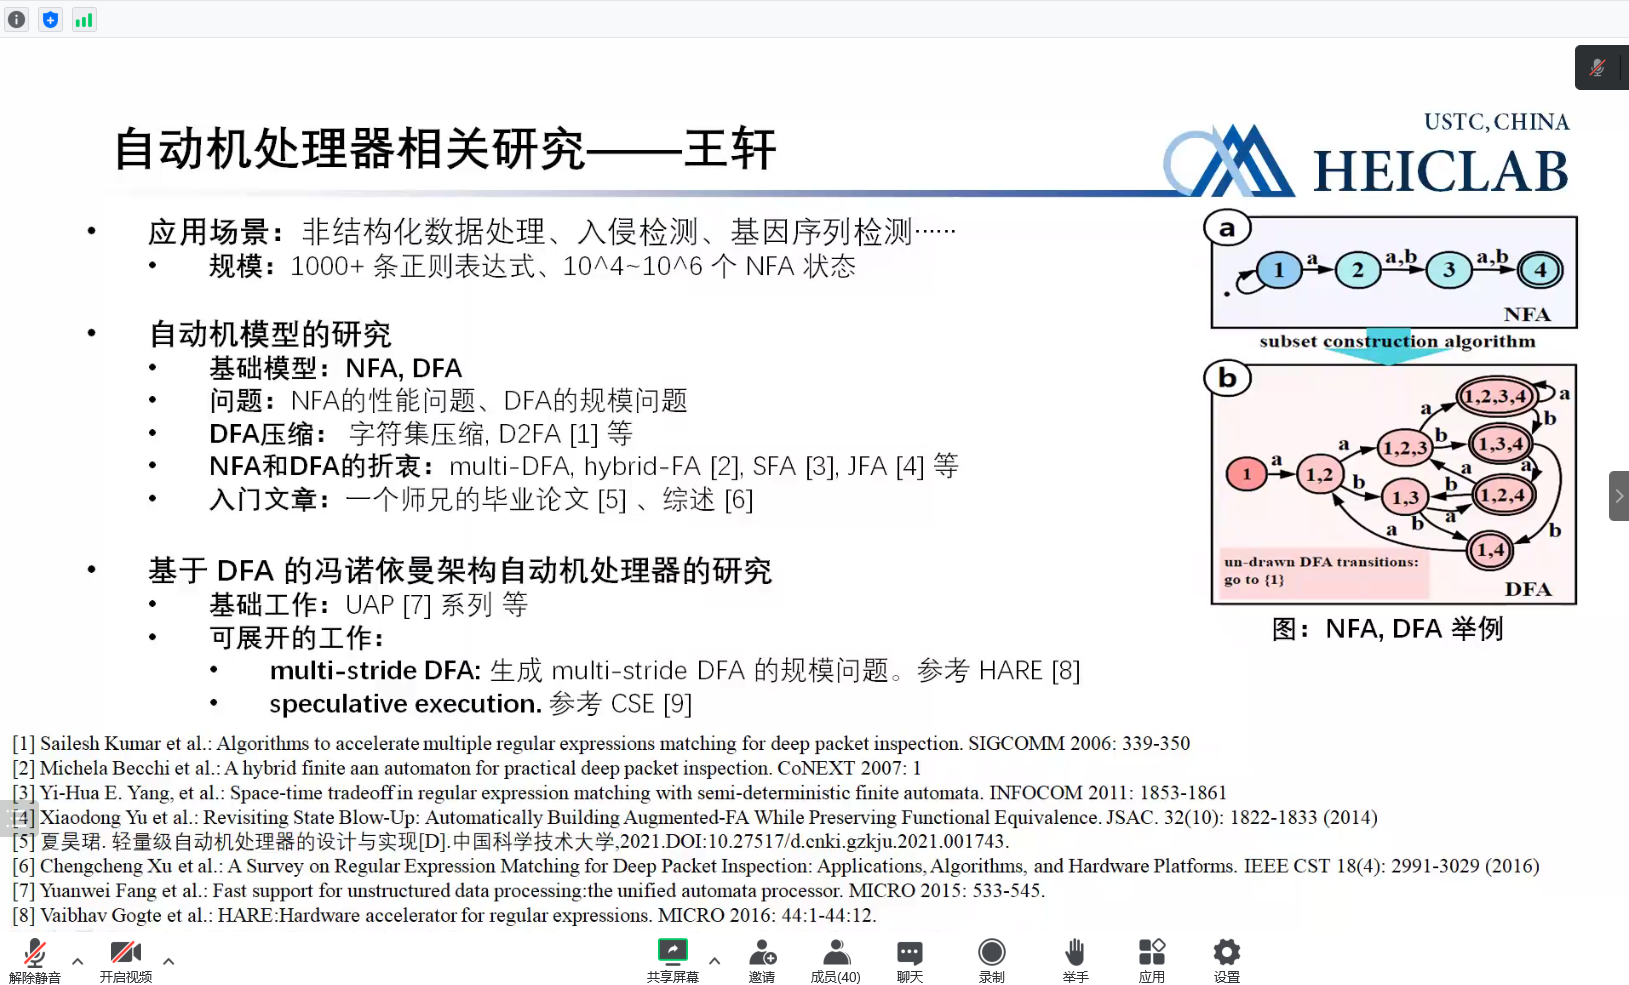 自动机处理器相关研究——王轩
USTC, CHINA
HEICLAB
• 应用场景：非结构化数据处理、入侵检测、基因序列检测······
• 规模：1000+ 条正则表达式、10^4~10^6 个 NFA 状态
• 自动机模型的研究
• 基础模型：NFA, DFA
• 问题：NFA的性能问题、DFA的规模问题
• DFA压缩： 字符集压缩, D2FA [1] 等
• NFA和DFA的折衷：multi-DFA, hybrid-FA [2], SFA [3], JFA [4] 等
• 入门文章：一个师兄的毕业论文 [5] 、综述 [6]
• 基于 DFA 的冯诺依曼架构自动机处理器的研究
• 基础工作：UAP [7] 系列 等
• 可展开的工作：
• multi-stride DFA: 生成 multi-stride DFA 的规模问题。参考 HARE [8]
• speculative execution. 参考 CSE [9]
a
1 a 2 a,b 3 a,b 4
.
NFA
subset construction algorithm
b
1,2,3,4 a
a b
a 1,2,3 b 1,3,4
1 a 1,2 a a
b 1,3 b 1,2,4
a b a b
1,4
un-drawn DFA transitions:
go to {1}
DFA
图：NFA, DFA 举例
[1] Sailesh Kumar et al.: Algorithms to accelerate multiple regular expressions matching for deep packet inspection. SIGCOMM 2006: 339-350
[2] Michela Becchi et al.: A hybrid finite aan automaton for practical deep packet inspection. CoNEXT 2007: 1
[3] Yi-Hua E. Yang, et al.: Space-time tradeoff in regular expression matching with semi-deterministic finite automata. INFOCOM 2011: 1853-1861
[4] Xiaodong Yu et al.: Revisiting State Blow-Up: Automatically Building Augmented-FA While Preserving Functional Equivalence. JSAC. 32(10): 1822-1833 (2014)
[5] 夏昊珺. 轻量级自动机处理器的设计与实现[D].中国科学技术大学,2021.DOI:10.27517/d.cnki.gzkju.2021.001743.
[6] Chengcheng Xu et al.: A Survey on Regular Expression Matching for Deep Packet Inspection: Applications, Algorithms, and Hardware Platforms. IEEE CST 18(4): 2991-3029 (2016)
[7] Yuanwei Fang et al.: Fast support for unstructured data processing:the unified automata processor. MICRO 2015: 533-545.
[8] Vaibhav Gogte et al.: HARE:Hardware accelerator for regular expressions. MICRO 2016: 44:1-44:12.
解除静音 开启视频 共享屏幕 邀请 成员(40) 聊天 录制 举手 应用 设置